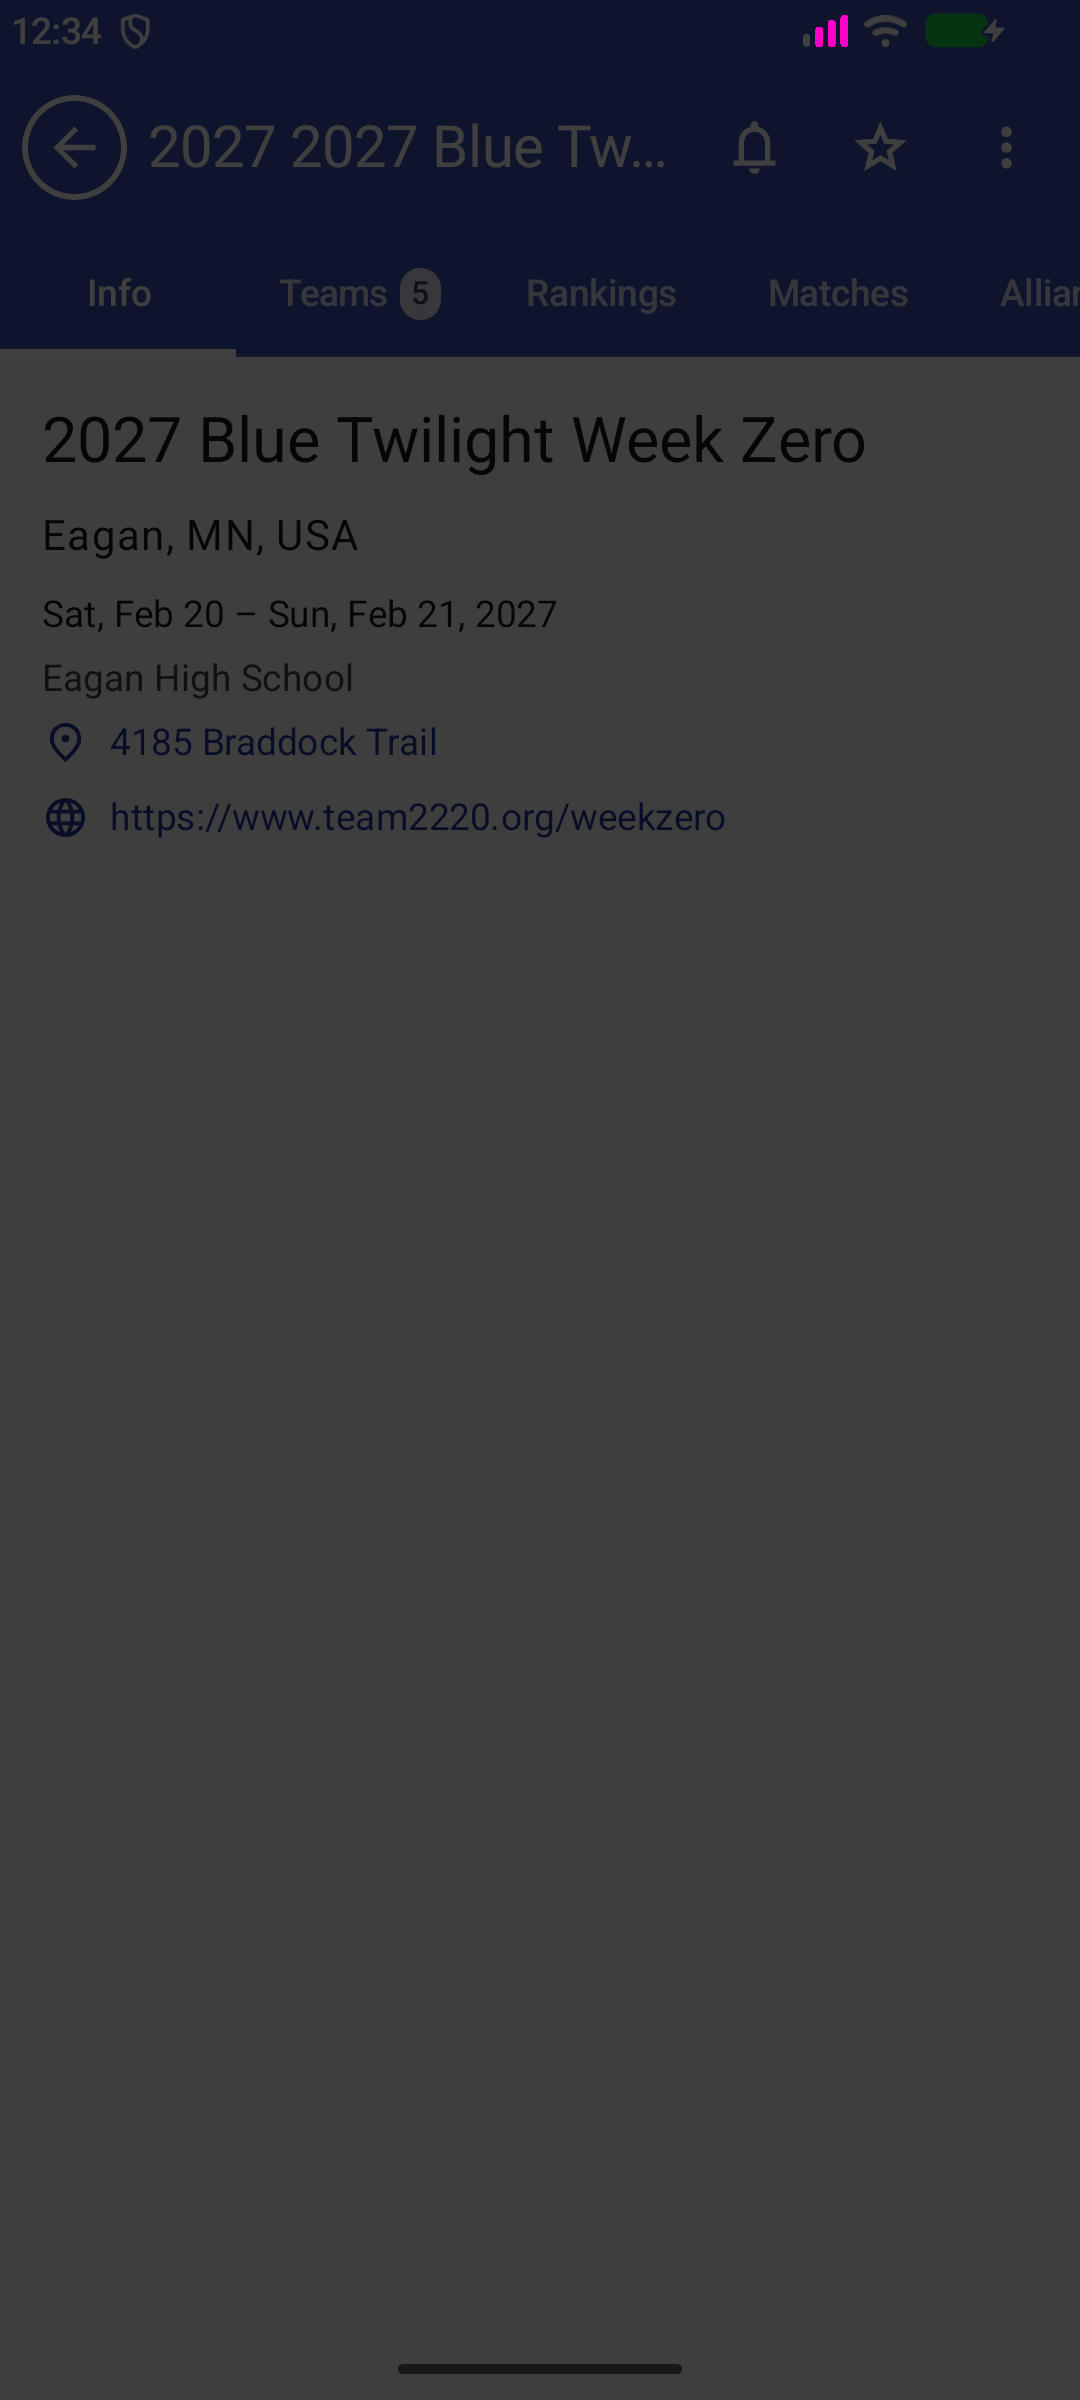 12:34
2027 2027 Blue Tw...
Info
Teams 5
Rankings
Matches
Allian
2027 Blue Twilight Week Zero
Eagan, MN, USA
Sat, Feb 20 – Sun, Feb 21, 2027
Eagan High School
4185 Braddock Trail
https://www.team2220.org/weekzero